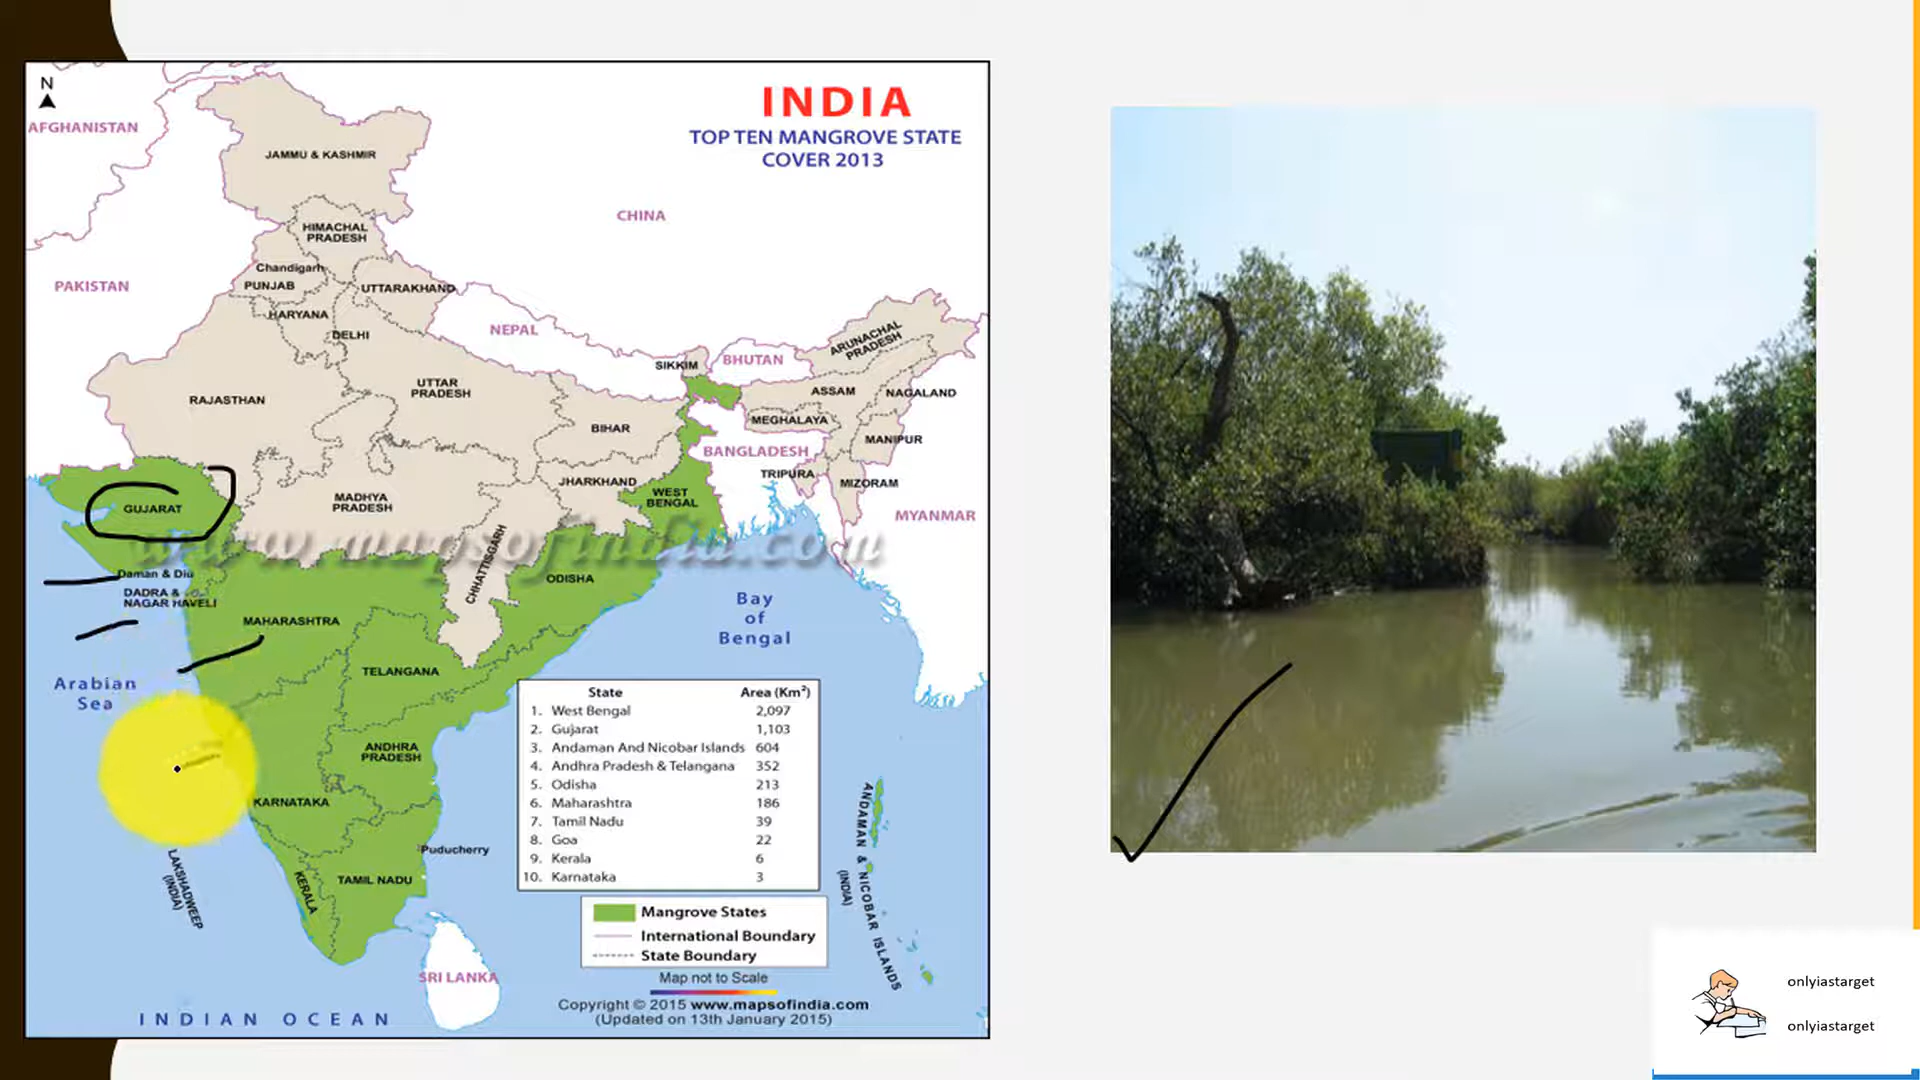 N
INDIA
TOP TEN MANGROVE STATE
COVER 2013
AFGHANISTAN
JAMMU & KASHMIR
CHINA
HIMACHAL
PRADESH
Chandigarh
PUNJAB
UTTARAKHAND
PAKISTAN
HARYANA
DELHI
NEPAL
SIKKIM
BHUTAN
ARUNACHAL
PRADESH
RAJASTHAN
UTTAR
PRADESH
ASSAM
NAGALAND
BIHAR
MEGHALAYA
MANIPUR
BANGLADESH
TRIPURA
MIZORAM
JHARKHAND
WEST
BENGAL
GUJARAT
MADHYA
PRADESH
MYANMAR
www.mapsofindia.com
CHHATTISGARH
ODISHA
Daman & Diu
DADRA &
NAGAR HAVELI
MAHARASHTRA
Bay
of
Bengal
TELANGANA
Arabian
Sea
ANDHRA
PRADESH
KARNATAKA
Puducherry
LAKSHADWEEP
(INDIA)
KERALA
TAMIL NADU
State Area (Km²)
1. West Bengal 2,097
2. Gujarat 1,103
3. Andaman And Nicobar Islands 604
4. Andhra Pradesh & Telangana 352
5. Odisha 213
6. Maharashtra 186
7. Tamil Nadu 39
8. Goa 22
9. Kerala 6
10. Karnataka 3
ANDAMAN & NICOBAR ISLANDS
(INDIA)
Mangrove States
International Boundary
State Boundary
SRI LANKA
Map not to Scale
Copyright © 2015 www.mapsofindia.com
(Updated on 13th January 2015)
INDIAN OCEAN
onlyiastarget
onlyiastarget